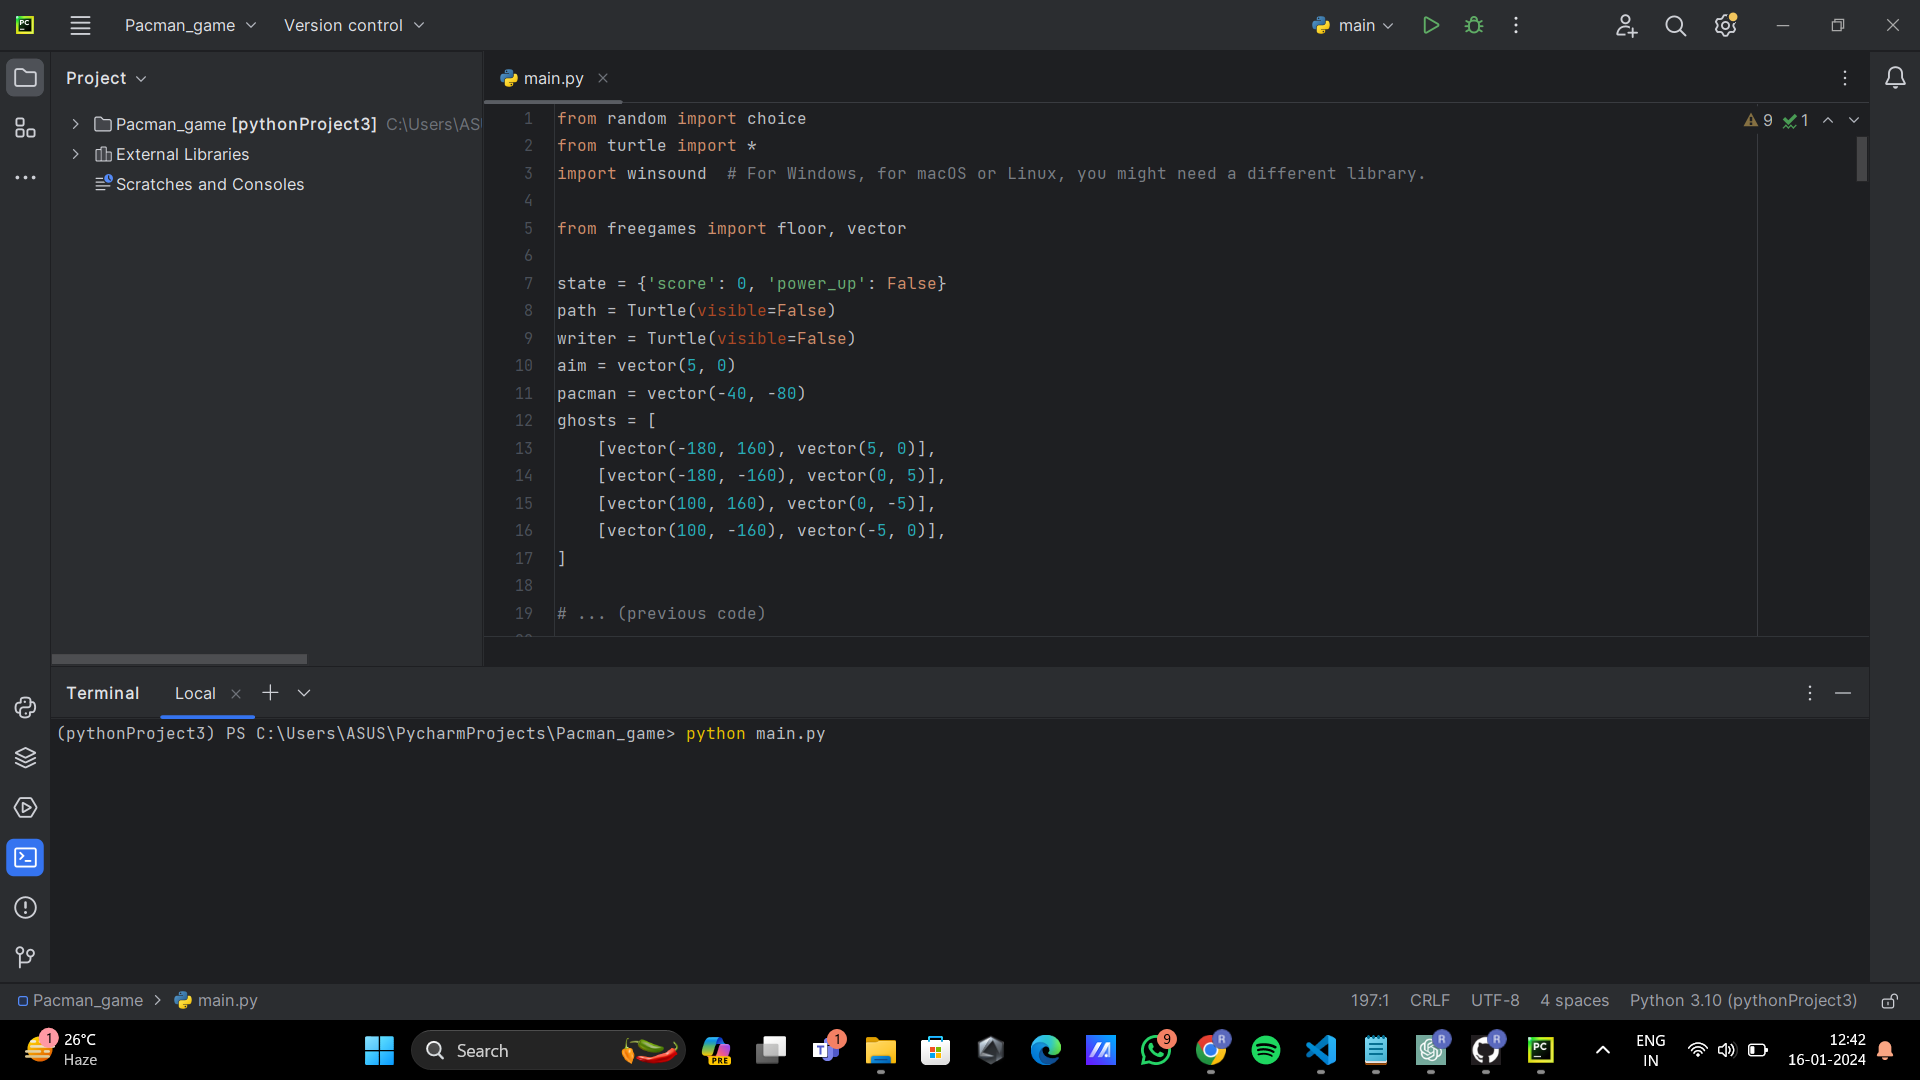 Pacman_game Version control main
Project
main.py
Pacman_game [pythonProject3] C:\Users\AS
External Libraries
Scratches and Consoles
9 1
1 from random import choice
2 from turtle import *
3 import winsound  # For Windows, for macOS or Linux, you might need a different library.
4
5 from freegames import floor, vector
6
7 state = {'score': 0, 'power_up': False}
8 path = Turtle(visible=False)
9 writer = Turtle(visible=False)
10 aim = vector(5, 0)
11 pacman = vector(-40, -80)
12 ghosts = [
13     [vector(-180, 160), vector(5, 0)],
14     [vector(-180, -160), vector(0, 5)],
15     [vector(100, 160), vector(0, -5)],
16     [vector(100, -160), vector(-5, 0)],
17 ]
18
19 # ... (previous code)
Terminal Local
(pythonProject3) PS C:\Users\ASUS\PycharmProjects\Pacman_game> python main.py
Pacman_game > main.py 197:1 CRLF UTF-8 4 spaces Python 3.10 (pythonProject3)
1 26°C
Haze
Search
PRE
1
9
R
R
R
PC
ENG
IN
12:42
16-01-2024